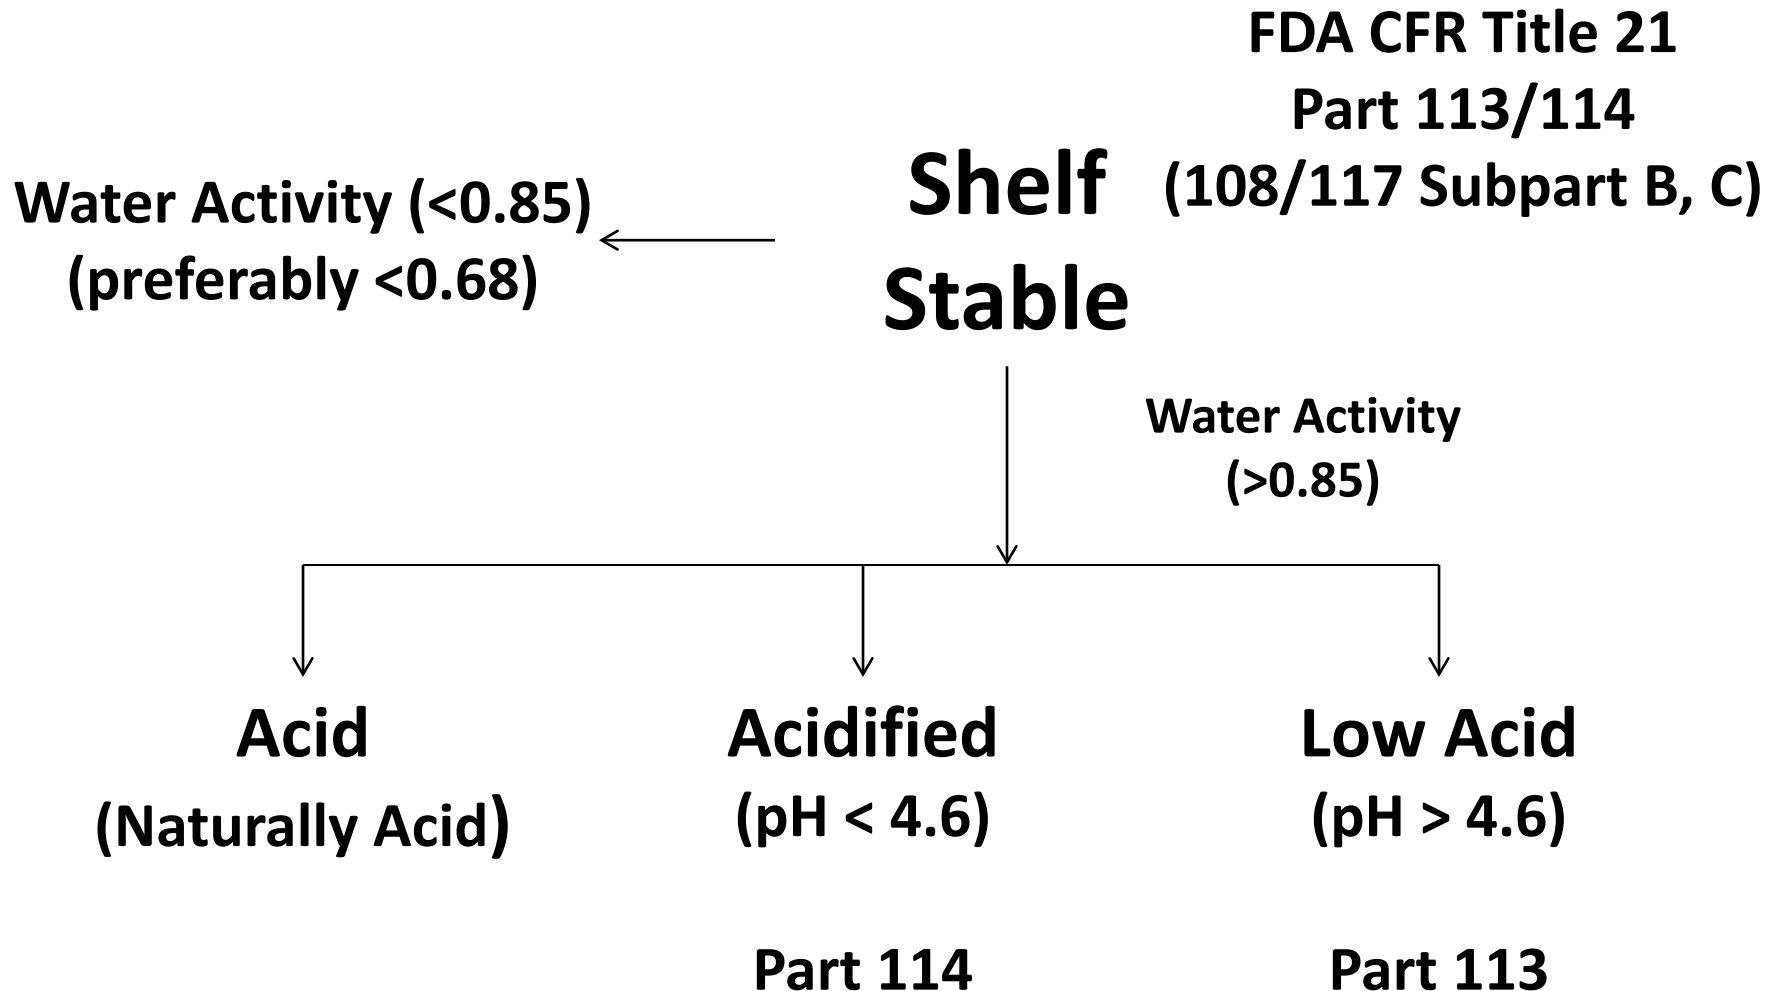 FDA CFR Title 21
Part 113/114
(108/117 Subpart B, C)
Shelf
Stable
Water Activity (<0.85)
(preferably <0.68)
Water Activity
(>0.85)
Acid
(Naturally Acid)
Acidified
(pH < 4.6)
Part 114
Low Acid
(pH > 4.6)
Part 113